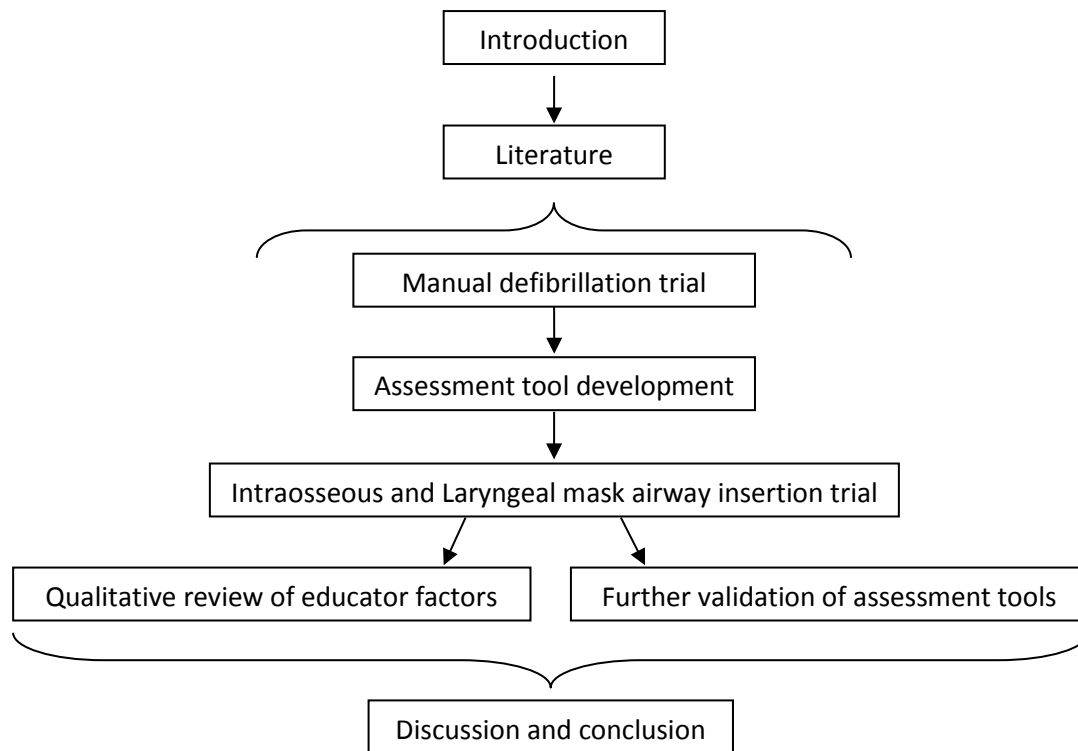 Introduction
Literature
Manual defibrillation trial
Assessment tool development
Intraosseous and Laryngeal mask airway insertion trial
Qualitative review of educator factors
Further validation of assessment tools
Discussion and conclusion